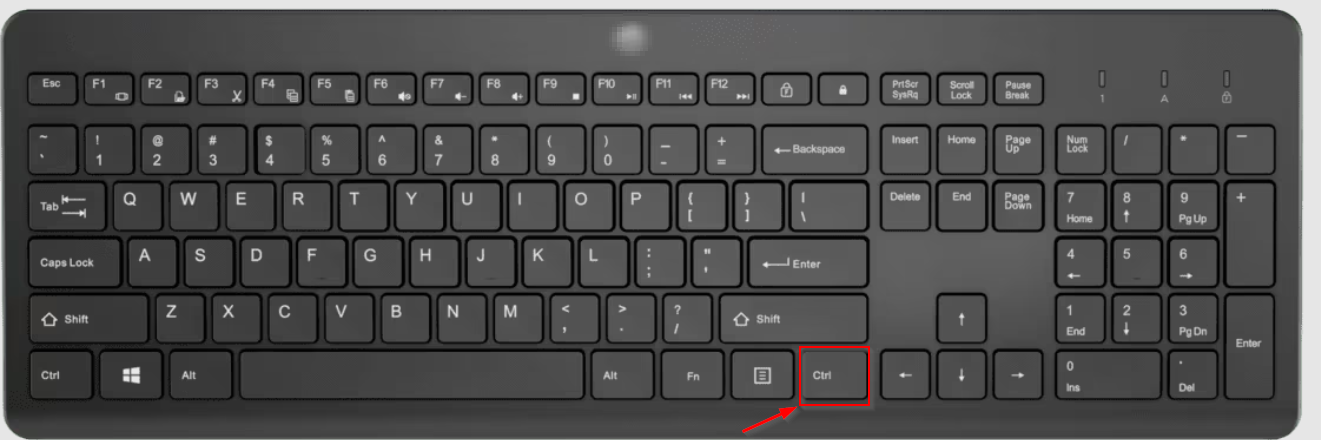 Esc F1 F2 F3 F4 F5 F6 F7 F8 F9 F10 F11 F12 PrtScr SysRq Scroll Lock Pause Break 1 A
~ ` ! 1 @ 2 # 3 $ 4 % 5 ^ 6 & 7 * 8 ( 9 ) 0 _ - + = ←Backspace Insert Home Page Up Num Lock / * −
Tab Q W E R T Y U I O P { [ } ] | \ Delete End Page Down 7 Home 8 ↑ 9 Pg Up +
Caps Lock A S D F G H J K L : ; " ' Enter 4 ← 5 6 →
Shift Z X C V B N M < , > . ? / Shift ↑ 1 End 2 ↓ 3 Pg Dn Enter
Ctrl Alt Alt Fn Ctrl ← ↓ → 0 Ins . Del